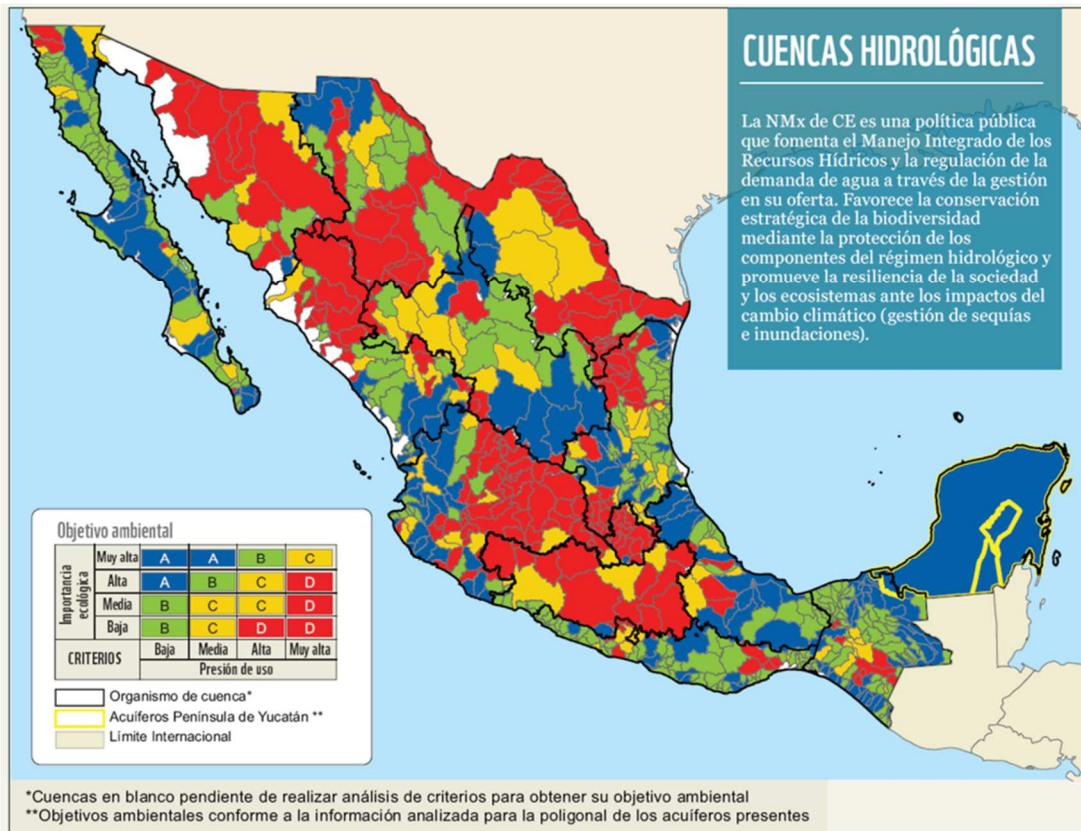 CUENCAS HIDROLÓGICAS
La NMx de CE es una política pública
que fomenta el Manejo Integrado de los
Recursos Hídricos y la regulación de la
demanda de agua a través de la gestión
en su oferta. Favorece la conservación
estratégica de la biodiversidad
mediante la protección de los
componentes del régimen hidrológico y
promueve la resiliencia de la sociedad
y los ecosistemas ante los impactos del
cambio climático (gestión de sequías
e inundaciones).
Objetivo ambiental
Importancia
ecológica
Muy alta A A B C
Alta A B C D
Media B C C D
Baja B C D D
CRITERIOS Baja Media Alta Muy alta
Presión de uso
Organismo de cuenca*
Acuíferos Península de Yucatán **
Límite Internacional
*Cuencas en blanco pendiente de realizar análisis de criterios para obtener su objetivo ambiental
**Objetivos ambientales conforme a la información analizada para la poligonal de los acuíferos presentes